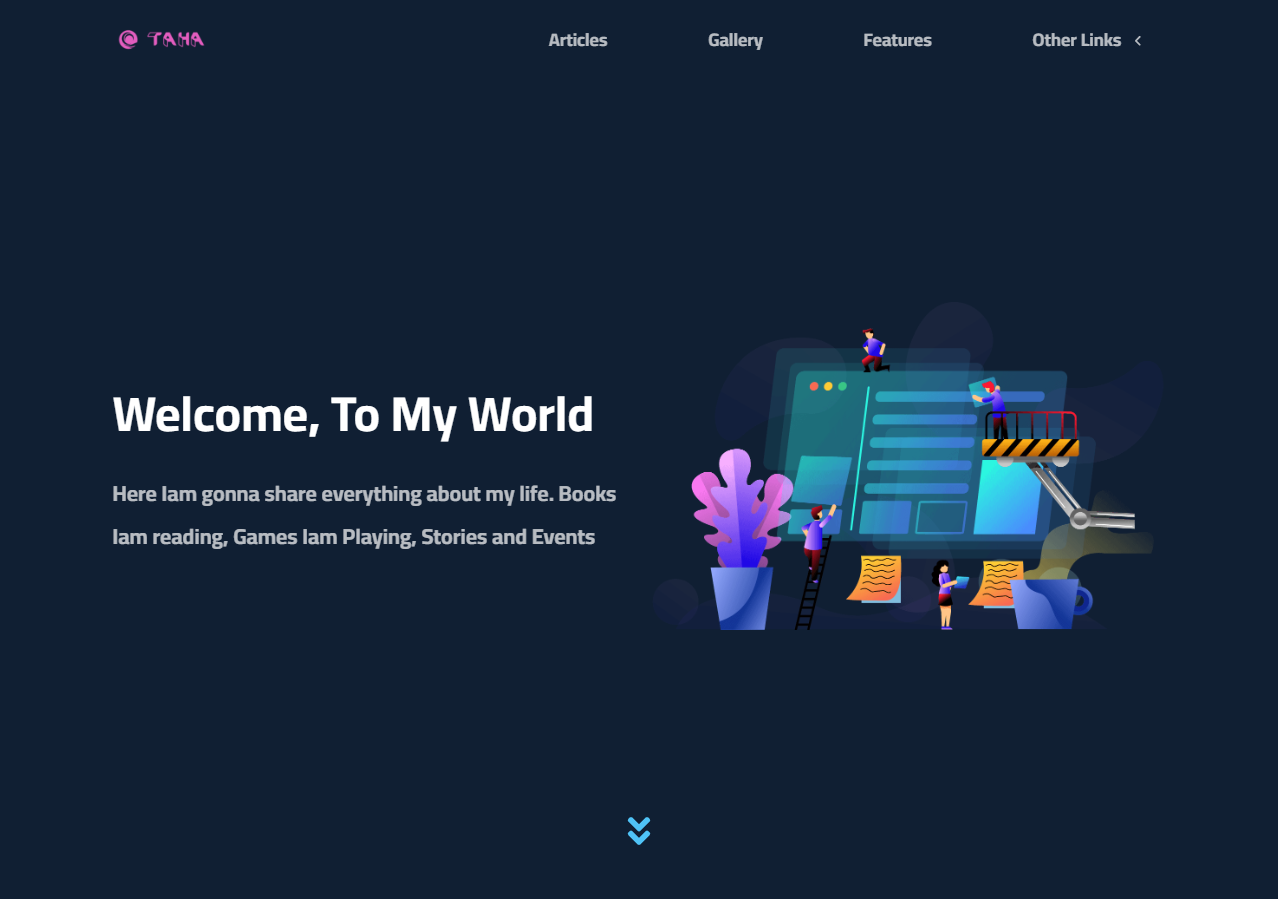 TAHA
Articles Gallery Features Other Links
Welcome, To My World
Here Iam gonna share everything about my life. Books
Iam reading, Games Iam Playing, Stories and Events